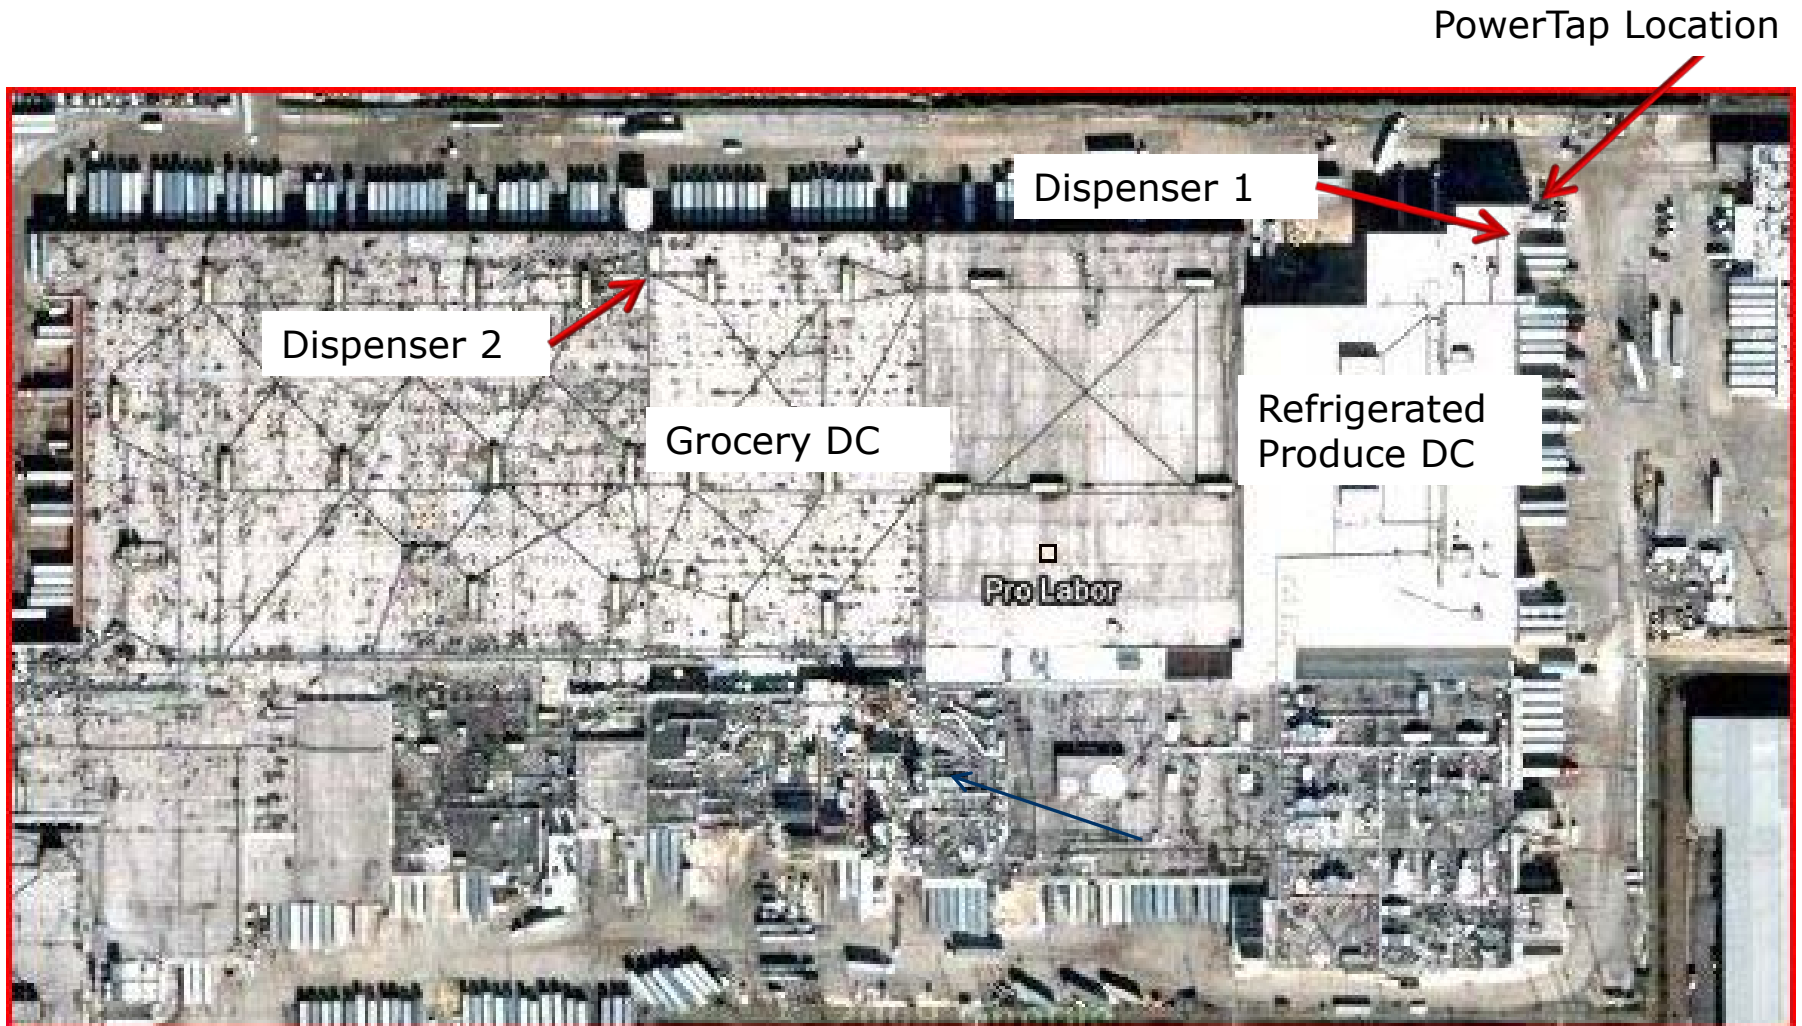 PowerTap Location
Dispenser 1
Dispenser 2
Grocery DC
Refrigerated
Produce DC
Pro Labor